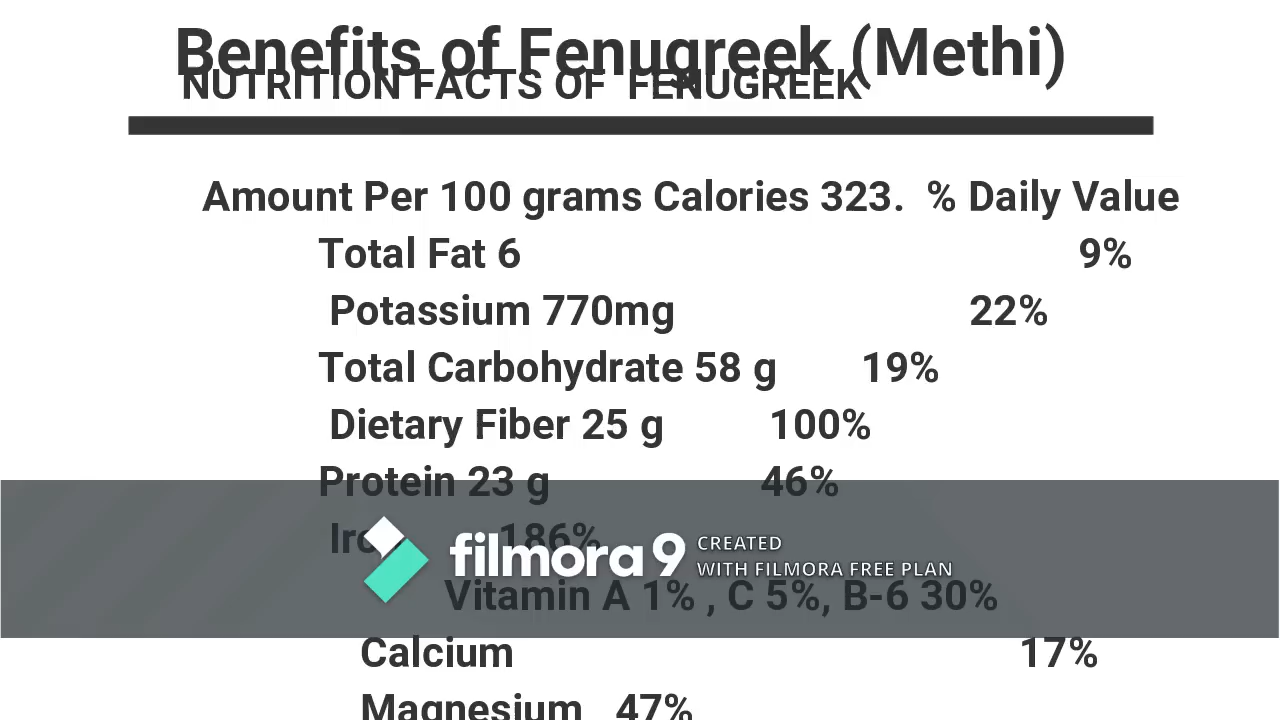 Benefits of Fenugreek (Methi)
NUTRITION FACTS OF FENUGREEK
Amount Per 100 grams Calories 323. % Daily Value
Total Fat 6 9%
Potassium 770mg 22%
Total Carbohydrate 58 g 19%
Dietary Fiber 25 g 100%
Protein 23 g 46%
186%
filmora 9 CREATED
WITH FILMORA FREE PLAN
Vitamin A 1% , C 5%, B-6 30%
Calcium 17%
Magnesium 47%